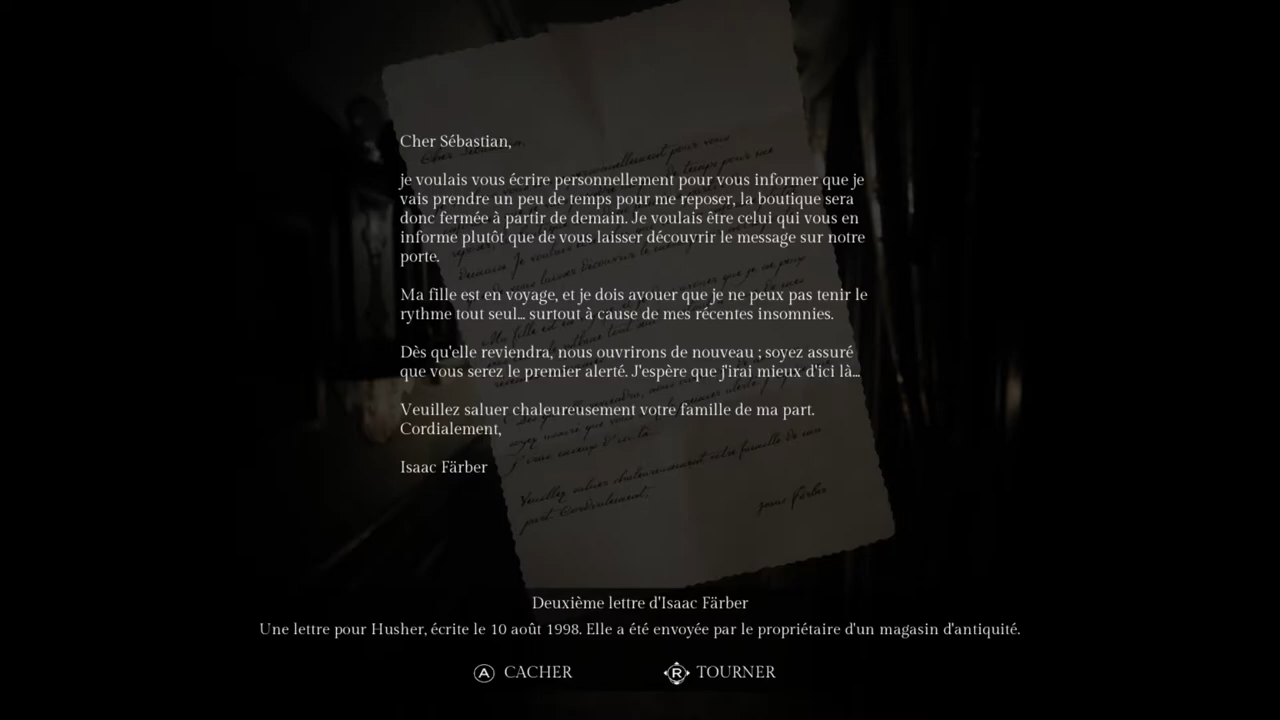 Cher Sébastian,
je voulais vous écrire personnellement pour vous informer que je
vais prendre un peu de temps pour me reposer, la boutique sera
donc fermée à partir de demain. Je voulais être celui qui vous en
informe plutôt que de vous laisser découvrir le message sur notre
porte.
Ma fille est en voyage, et je dois avouer que je ne peux pas tenir le
rythme tout seul... surtout à cause de mes récentes insomnies.
Dès qu'elle reviendra, nous ouvrirons de nouveau ; soyez assuré
que vous serez le premier alerté. J'espère que j'irai mieux d'ici là...
Veuillez saluer chaleureusement votre famille de ma part.
Cordialement,
Isaac Färber
Deuxième lettre d'Isaac Färber
Une lettre pour Husher, écrite le 10 août 1998. Elle a été envoyée par le propriétaire d'un magasin d'antiquité.
A CACHER R TOURNER